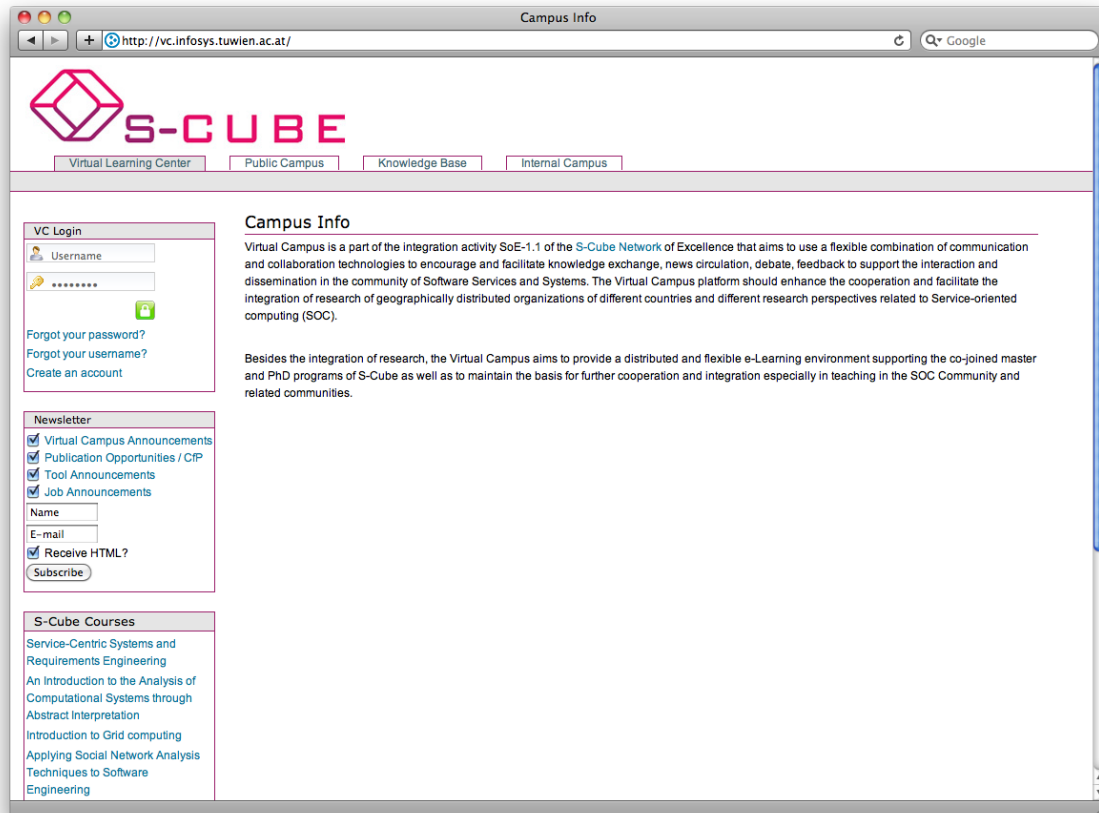 Campus Info
http://vc.infosys.tuwien.ac.at/
Google
S-CUBE
Virtual Learning Center
Public Campus
Knowledge Base
Internal Campus
VC Login
Username
Forgot your password?
Forgot your username?
Create an account
Newsletter
Virtual Campus Announcements
Publication Opportunities / CfP
Tool Announcements
Job Announcements
Name
E-mail
Receive HTML?
Subscribe
S-Cube Courses
Service-Centric Systems and
Requirements Engineering
An Introduction to the Analysis of
Computational Systems through
Abstract Interpretation
Introduction to Grid computing
Applying Social Network Analysis
Techniques to Software
Engineering
Campus Info
Virtual Campus is a part of the integration activity SoE-1.1 of the S-Cube Network of Excellence that aims to use a flexible combination of communication
and collaboration technologies to encourage and facilitate knowledge exchange, news circulation, debate, feedback to support the interaction and
dissemination in the community of Software Services and Systems. The Virtual Campus platform should enhance the cooperation and facilitate the
integration of research of geographically distributed organizations of different countries and different research perspectives related to Service-oriented
computing (SOC).
Besides the integration of research, the Virtual Campus aims to provide a distributed and flexible e-Learning environment supporting the co-joined master
and PhD programs of S-Cube as well as to maintain the basis for further cooperation and integration especially in teaching in the SOC Community and
related communities.